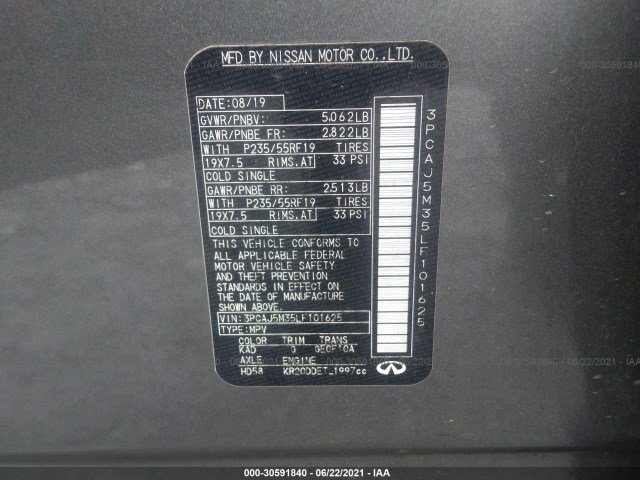 MFD BY NISSAN MOTOR CO.,LTD.
DATE: 08/19
GVWR/PNBV: 5,062LB
GAWR/PNBE FR: 2,822LB
WITH P235/55RF19 TIRES
19X7.5 RIMS.AT 33 PSI
COLD SINGLE
GAWR/PNBE RR: 2,513LB
WITH P235/55RF19 TIRES
19X7.5 RIMS.AT 33 PSI
COLD SINGLE
THIS VEHICLE CONFORMS TO
ALL APPLICABLE FEDERAL
MOTOR VEHICLE SAFETY
AND THEFT PREVENTION
STANDARDS IN EFFECT ON
THE DATE OF MANUFACTURE
SHOWN ABOVE.
VIN:3PCAJ5M35LF101625
TYPE:MPV
COLOR TRIM TRANS
KAD G
AXLE ENGINE
HD58 KR20DDET 1997cc
3PCAJ5M35LF101625
000-30591840 - 06/22/2021 - IAA